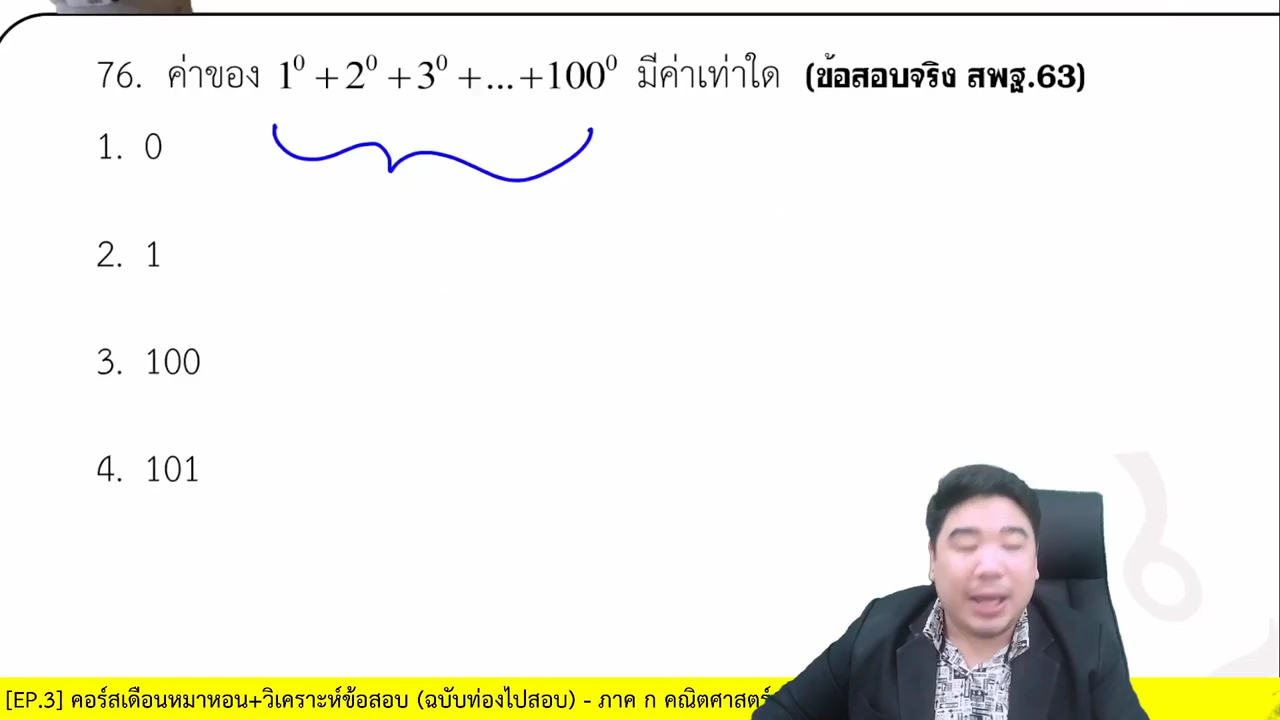 76. ค่าของ 1⁰ + 2⁰ + 3⁰ + ... + 100⁰ มีค่าเท่าใด (ข้อสอบจริง สพฐ.63)
1. 0
2. 1
3. 100
4. 101
[EP.3] คอร์สเดือนหมาหอน+วิเคราะห์ข้อสอบ (ฉบับท่องไปสอบ) - ภาค ก คณิตศาสตร์